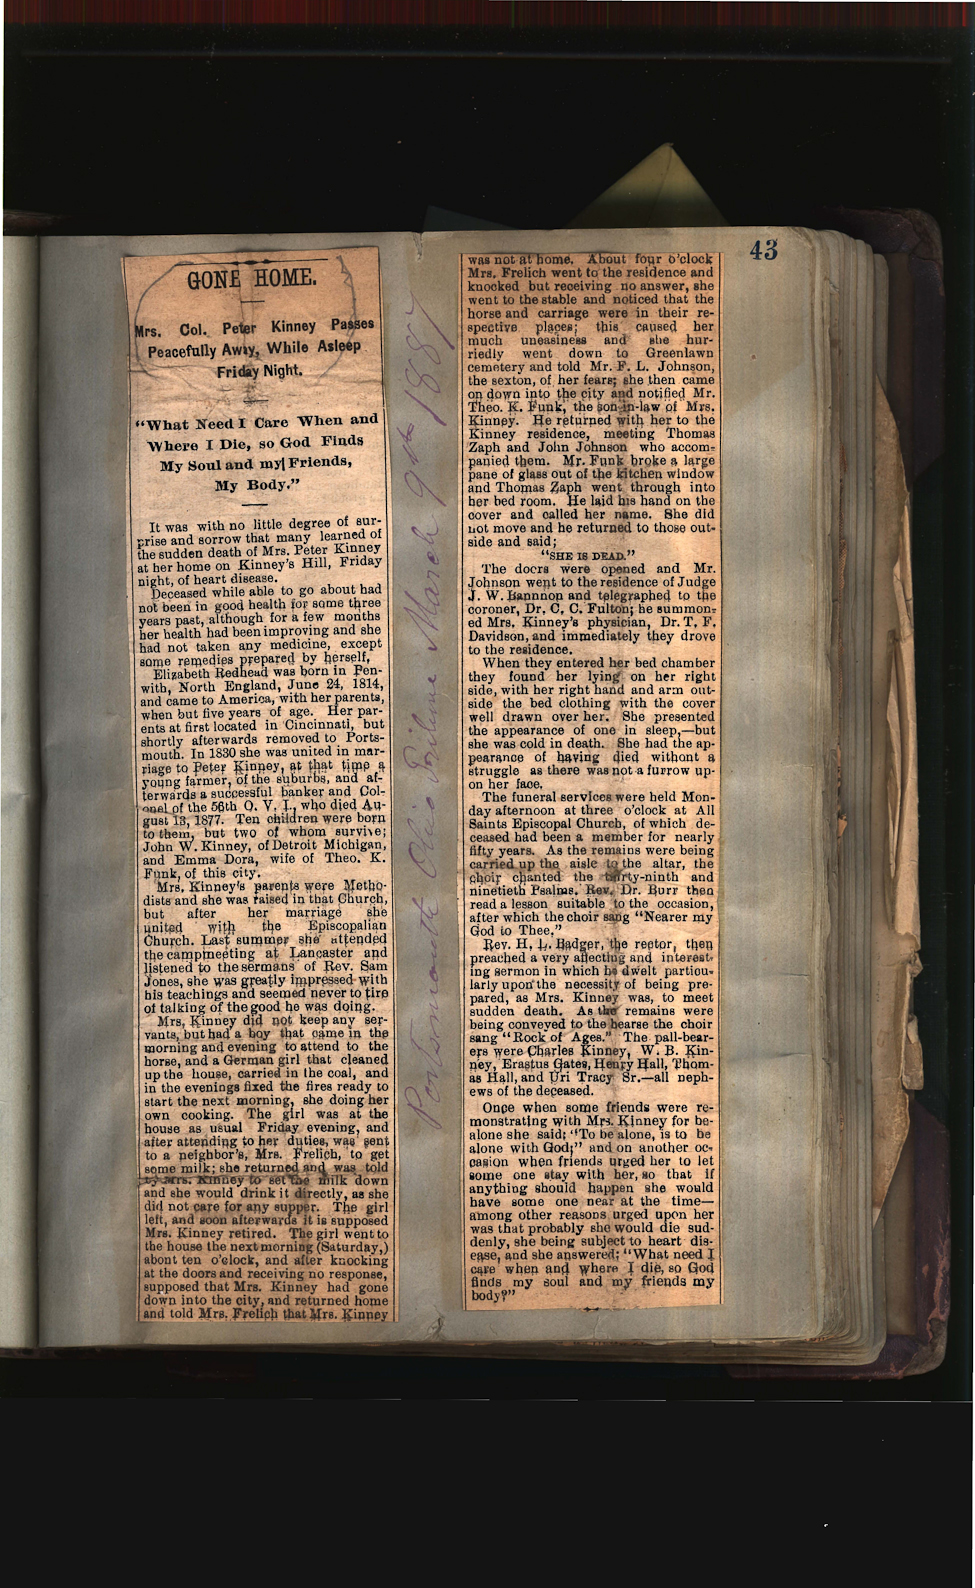 43
GONE HOME.
Mrs. Col. Peter Kinney Passes
Peacefully Away, While Asleep
Friday Night.
"What Need I Care When and
Where I Die, so God Finds
My Soul and my Friends,
My Body."
It was with no little degree of sur-
prise and sorrow that many learned of
the sudden death of Mrs. Peter Kinney
at her home on Kinney's Hill, Friday
night, of heart disease.
Deceased while able to go about had
not been in good health for some three
years past, although for a few months
her health had been improving and she
had not taken any medicine, except
some remedies prepared by herself,
Elizabeth Redhead was born in Pen-
with, North England, June 24, 1814,
and came to America, with her parents,
when but five years of age. Her par-
ents at first located in Cincinnati, but
shortly afterwards removed to Ports-
mouth. In 1830 she was united in mar-
riage to Peter Kinney, at that time a
young farmer, of the suburbs, and af-
terwards a successful banker and Col-
onel of the 56th O. V. I., who died Au-
gust 13, 1877. Ten children were born
to them, but two of whom survive;
John W. Kinney, of Detroit Michigan,
and Emma Dora, wife of Theo. K.
Funk, of this city.
Mrs. Kinney's parents were Metho-
dists and she was raised in that Church,
but after her marriage she
united with the Episcopalian
Church. Last summer she attended
the campmeeting at Lancaster and
listened to the sermans of Rev. Sam
Jones, she was greatly impressed with
his teachings and seemed never to tire
of talking of the good he was doing.
Mrs, Kinney did not keep any ser-
vants, but had a boy that came in the
morning and evening to attend to the
horse, and a German girl that cleaned
up the house, carried in the coal, and
in the evenings fixed the fires ready to
start the next morning, she doing her
own cooking. The girl was at the
house as usual Friday evening, and
after attending to her duties, was sent
to a neighbor's, Mrs. Frelich, to get
some milk; she returned and was told
by Mrs. Kinney to set the milk down
and she would drink it directly, as she
did not care for any supper. The girl
left, and soon afterwards it is supposed
Mrs. Kinney retired. The girl went to
the house the next morning (Saturday,)
about ten o'clock, and after knocking
at the doors and receiving no response,
supposed that Mrs. Kinney had gone
down into the city, and returned home
and told Mrs. Frelich that Mrs. Kinney
Portsmouth Ohio Tribune March 9th 1887
was not at home. About four o'clock
Mrs. Frelich went to the residence and
knocked but receiving no answer, she
went to the stable and noticed that the
horse and carriage were in their re-
spective places; this caused her
much uneasiness and she hur-
riedly went down to Greenlawn
cemetery and told Mr. F. L. Johnson,
the sexton, of her fears; she then came
on down into the city and notified Mr.
Theo. K. Funk, the son-in-law of Mrs.
Kinney. He returned with her to the
Kinney residence, meeting Thomas
Zaph and John Johnson who accom-
panied them. Mr. Funk broke a large
pane of glass out of the kitchen window
and Thomas Zaph went through into
her bed room. He laid his hand on the
cover and called her name. She did
not move and he returned to those out-
side and said;
"SHE IS DEAD."
The doors were opened and Mr.
Johnson went to the residence of Judge
J. W. Bannnon and telegraphed to the
coroner, Dr. C. C. Fulton; he summon-
ed Mrs. Kinney's physician, Dr. T. F.
Davidson, and immediately they drove
to the residence.
When they entered her bed chamber
they found her lying on her right
side, with her right hand and arm out-
side the bed clothing with the cover
well drawn over her. She presented
the appearance of one in sleep,—but
she was cold in death. She had the ap-
pearance of having died without a
struggle as there was not a furrow up-
on her face.
The funeral services were held Mon-
day afternoon at three o'clock at All
Saints Episcopal Church, of which de-
ceased had been a member for nearly
fifty years. As the remains were being
carried up the aisle to the altar, the
choir chanted the thirty-ninth and
ninetieth Psalms. Rev. Dr. Burr then
read a lesson suitable to the occasion,
after which the choir sang "Nearer my
God to Thee."
Rev. H. L. Badger, the rector, then
preached a very affecting and interest-
ing sermon in which he dwelt particu-
larly upon the necessity of being pre-
pared, as Mrs. Kinney was, to meet
sudden death. As the remains were
being conveyed to the hearse the choir
sang "Rock of Ages." The pall-bear-
ers were Charles Kinney, W. B. Kin-
ney, Erastus Gates, Henry Hall, Thom-
as Hall, and Uri Tracy Sr.—all neph-
ews of the deceased.
Once when some friends were re-
monstrating with Mrs. Kinney for be-
alone she said; "To be alone, is to be
alone with God;" and on another oc-
casion when friends urged her to let
some one stay with her, so that if
anything should happen she would
have some one near at the time—
among other reasons urged upon her
was that probably she would die sud-
denly, she being subject to heart dis-
ease, and she answered; "What need I
care when and where I die, so God
finds my soul and my friends my
body?"